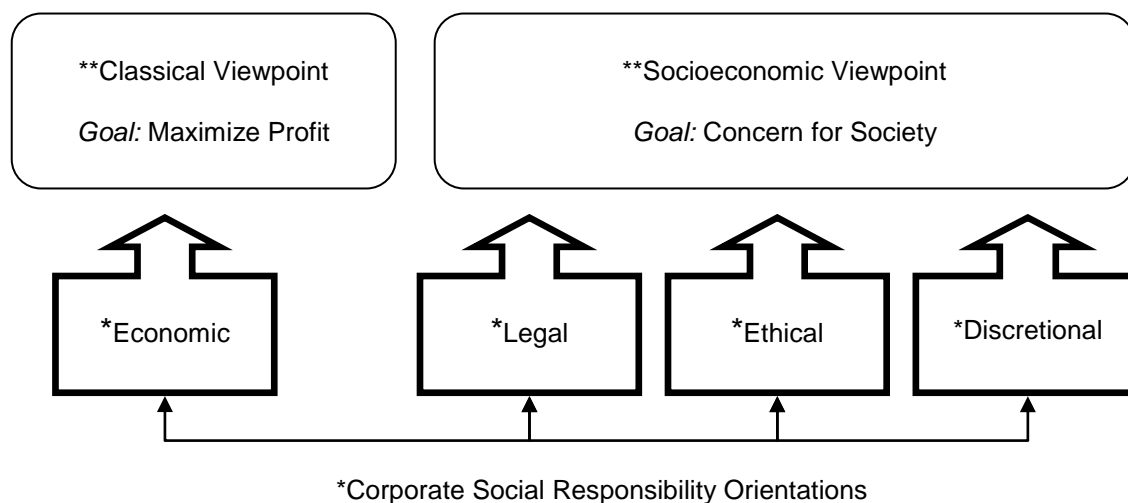 **Classical Viewpoint
Goal: Maximize Profit
**Socioeconomic Viewpoint
Goal: Concern for Society
*Economic
*Legal
*Ethical
*Discretional
*Corporate Social Responsibility Orientations